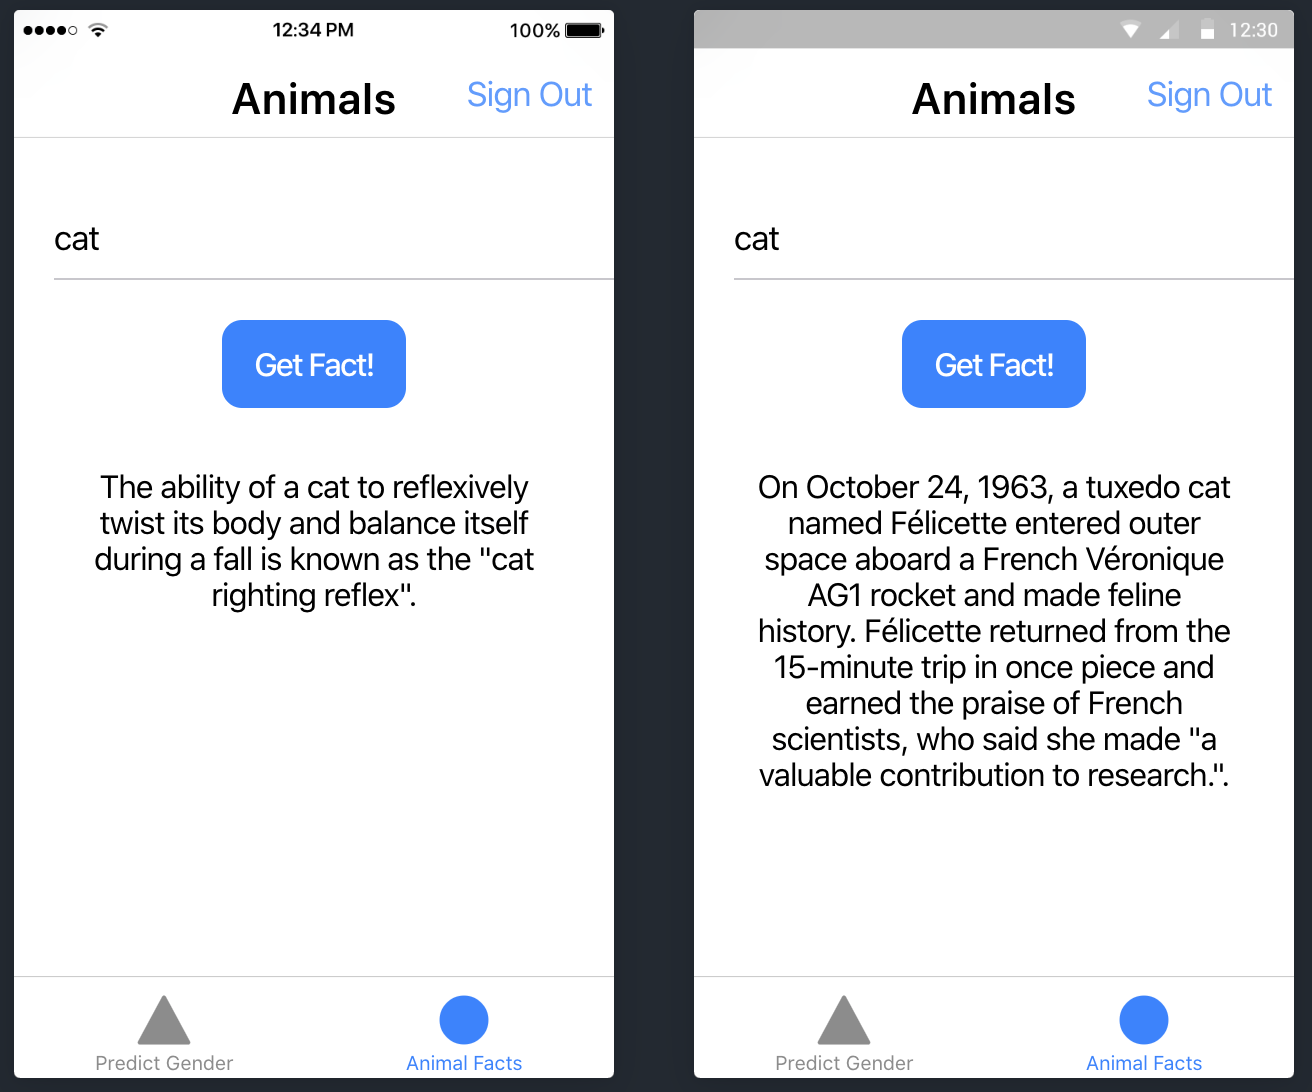 12:34 PM
100%
Animals
Sign Out
cat
Get Fact!
The ability of a cat to reflexively
twist its body and balance itself
during a fall is known as the "cat
righting reflex".
Predict Gender
Animal Facts
12:30
Animals
Sign Out
cat
Get Fact!
On October 24, 1963, a tuxedo cat
named Félicette entered outer
space aboard a French Véronique
AG1 rocket and made feline
history. Félicette returned from the
15-minute trip in once piece and
earned the praise of French
scientists, who said she made "a
valuable contribution to research.".
Predict Gender
Animal Facts